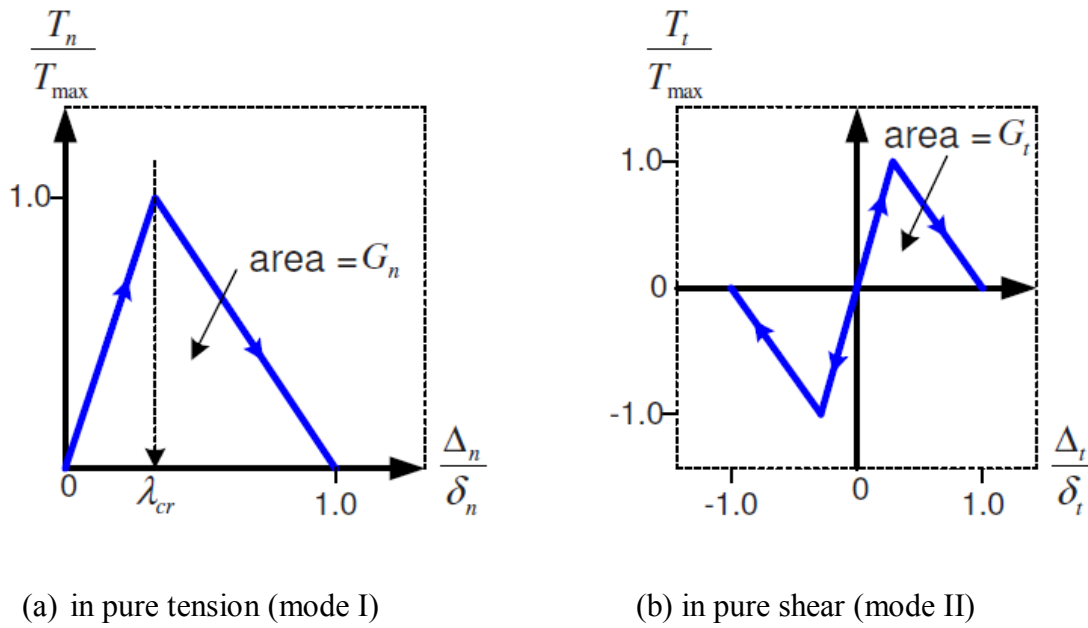 T_n / T_max
1.0
area = G_n
0
λ_cr
1.0
Δ_n / δ_n
(a) in pure tension (mode I)
T_t / T_max
area = G_t
1.0
0
-1.0
-1.0
0
1.0
Δ_t / δ_t
(b) in pure shear (mode II)